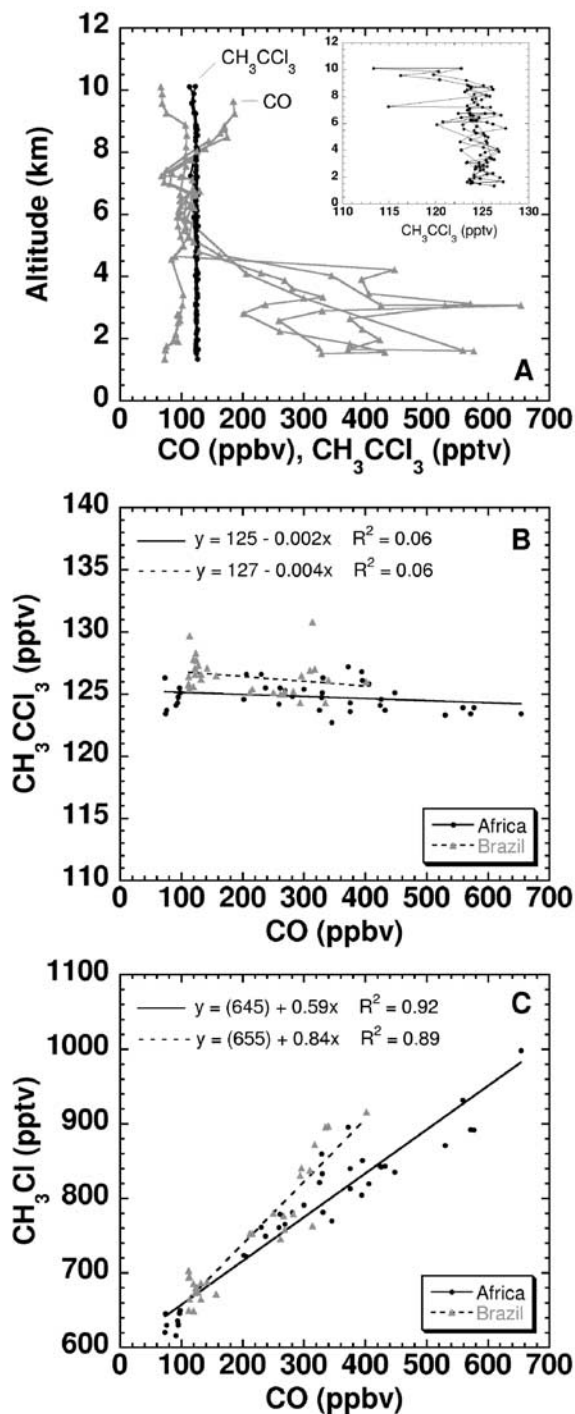 CH₃CCl₃
CO
A
Altitude (km)
10
8
6
4
2
0
0 100 200 300 400 500 600 700
CO (ppbv), CH₃CCl₃ (pptv)
12
10
8
6
4
2
0
110 115 120 125 130
CH₃CCl₃ (pptv)
B
y = 125 - 0.002x R² = 0.06
y = 127 - 0.004x R² = 0.06
CH₃CCl₃ (pptv)
140
135
130
125
120
115
110
Africa
Brazil
0 100 200 300 400 500 600 700
CO (ppbv)
C
y = (645) + 0.59x R² = 0.92
y = (655) + 0.84x R² = 0.89
CH₃Cl (pptv)
1100
1000
900
800
700
600
Africa
Brazil
0 100 200 300 400 500 600 700
CO (ppbv)